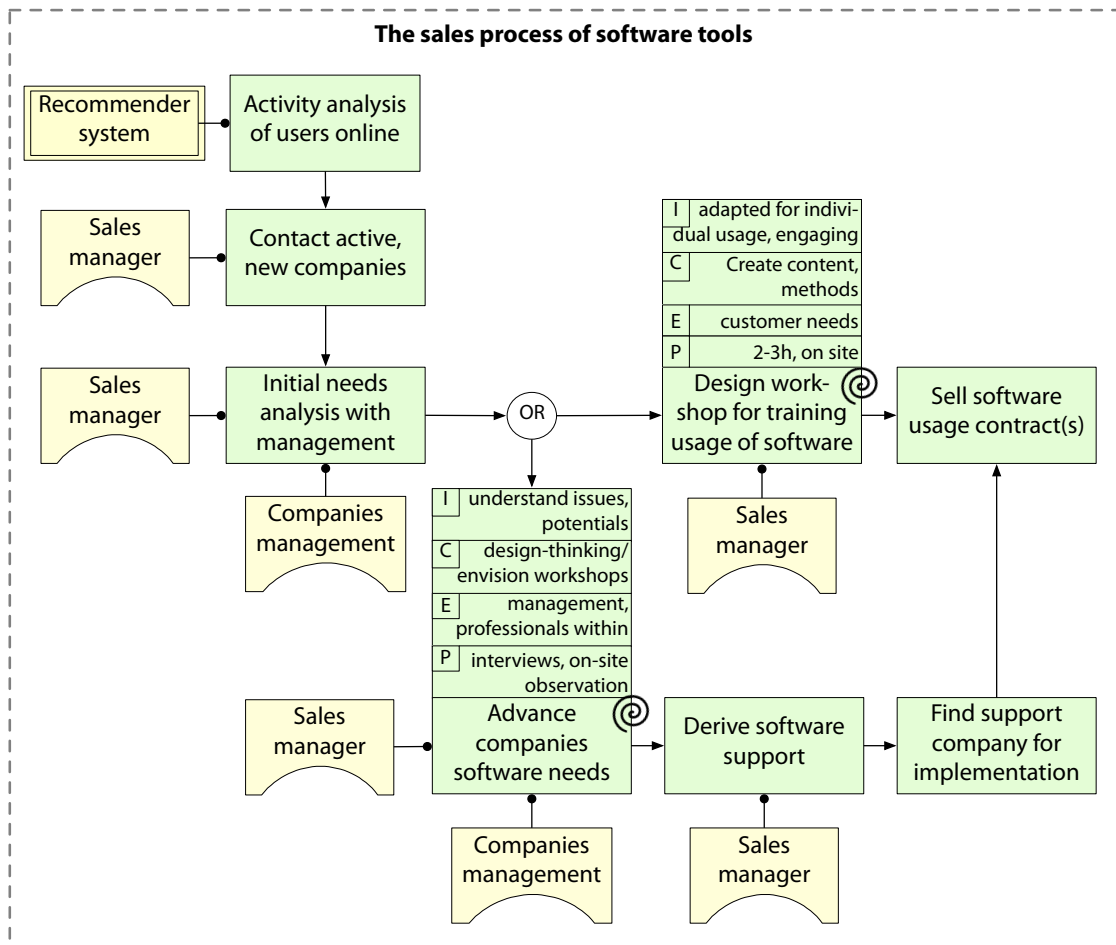 The sales process of software tools
Recommender
system
Activity analysis
of users online
Sales
manager
Contact active,
new companies
I adapted for indivi-
dual usage, engaging
C Create content,
methods
E customer needs
P 2-3h, on site
Sales
manager
Initial needs
analysis with
management
OR
Design work-
shop for training
usage of software
Sell software
usage contract(s)
Companies
management
I understand issues,
potentials
C design-thinking/
envision workshops
E management,
professionals within
P interviews, on-site
observation
Sales
manager
Sales
manager
Advance
companies
software needs
Derive software
support
Find support
company for
implementation
Companies
management
Sales
manager